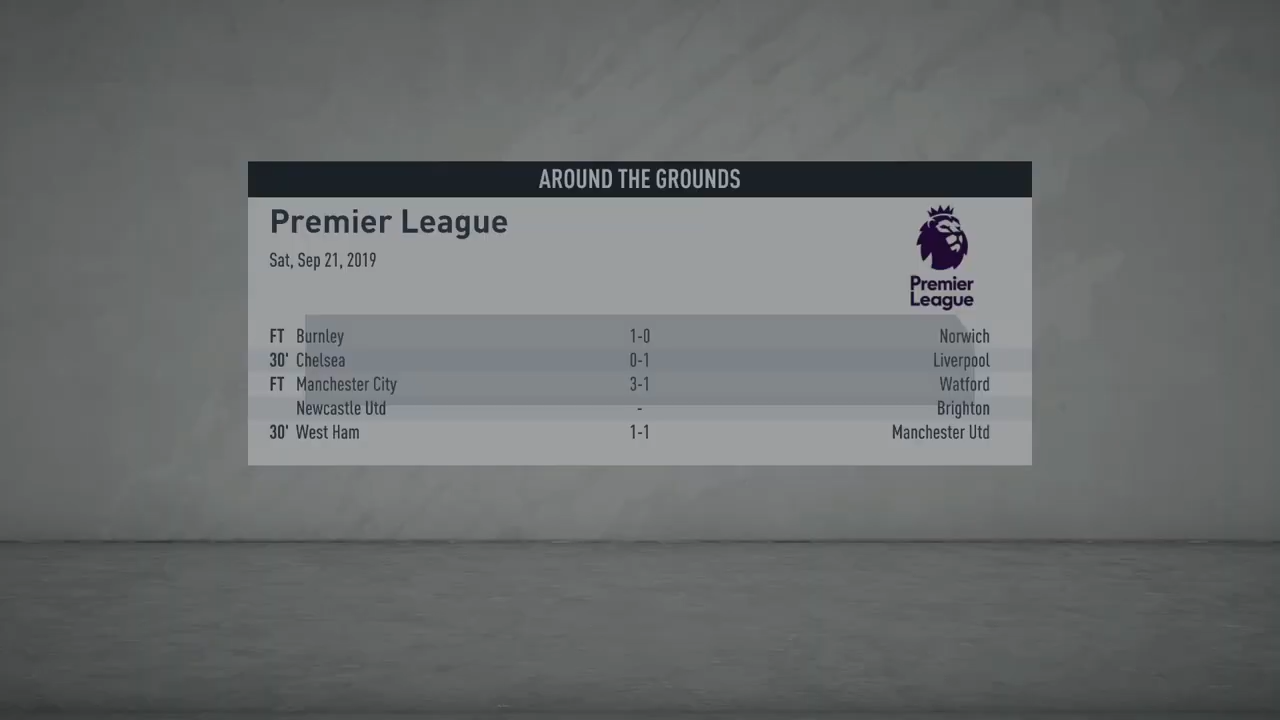 AROUND THE GROUNDS
Premier League
Sat, Sep 21, 2019
Premier
League
FT Burnley 1-0 Norwich
30' Chelsea 0-1 Liverpool
FT Manchester City 3-1 Watford
Newcastle Utd - Brighton
30' West Ham 1-1 Manchester Utd